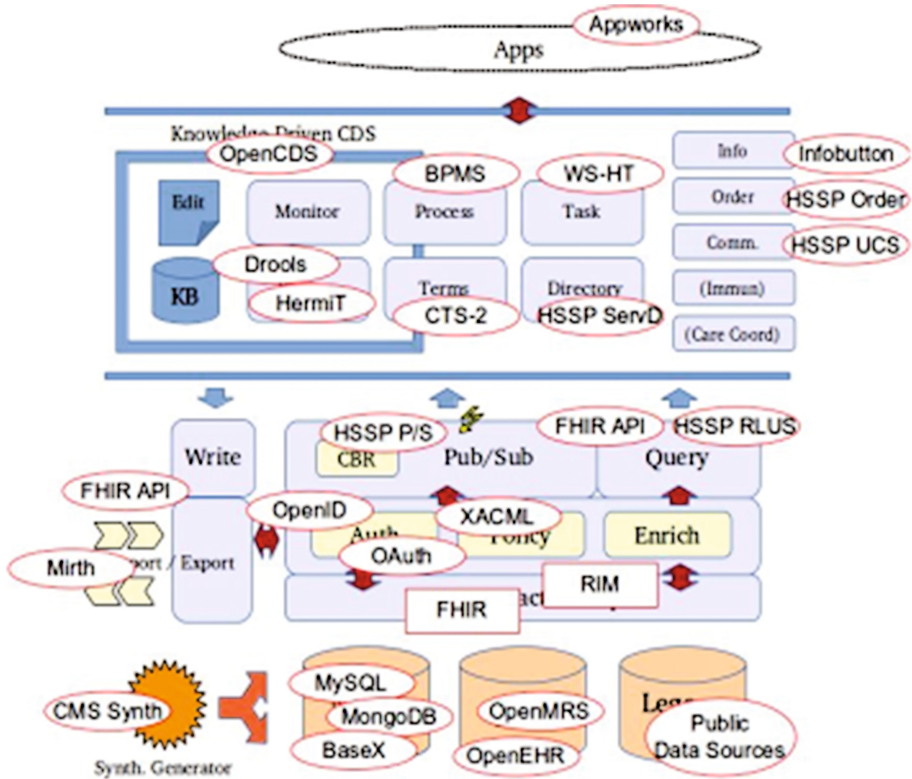 Appworks
Apps
Knowledge Driven CDS
OpenCDS
BPMS
WS-HT
Info
Infobutton
Edit
Monitor
Process
Task
Order
HSSP Order
Comm.
HSSP UCS
Drools
KB
HermiT
Terms
CTS-2
Directory
HSSP ServD
(Immun)
(Care Coord)
Write
HSSP P/S
CBR
Pub/Sub
FHIR API
HSSP RLUS
Query
FHIR API
OpenID
XACML
Auth
Policy
Enrich
OAuth
Mirth
port / Export
FHIR
RIM
MySQL
MongoDB
BaseX
OpenMRS
OpenEHR
Public
Data Sources
CMS Synth
Synth. Generator